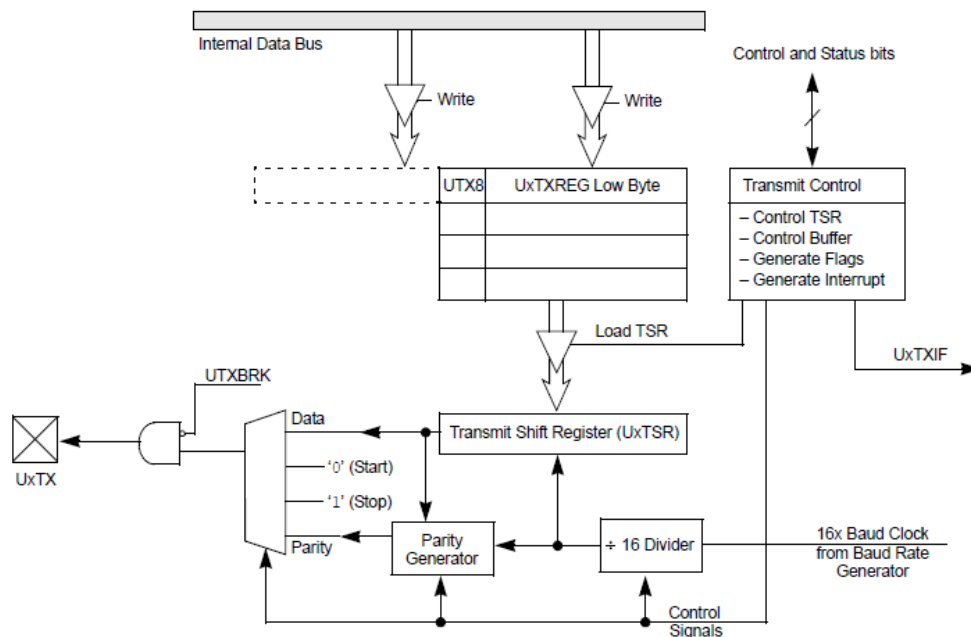 Internal Data Bus
Control and Status bits
Write
Write
UTX8
UxTXREG Low Byte
Transmit Control
– Control TSR
– Control Buffer
– Generate Flags
– Generate Interrupt
Load TSR
UxTXIF
UTXBRK
Data
Transmit Shift Register (UxTSR)
UxTX
‘0’ (Start)
‘1’ (Stop)
Parity
Parity
Generator
÷ 16 Divider
16x Baud Clock
from Baud Rate
Generator
Control
Signals